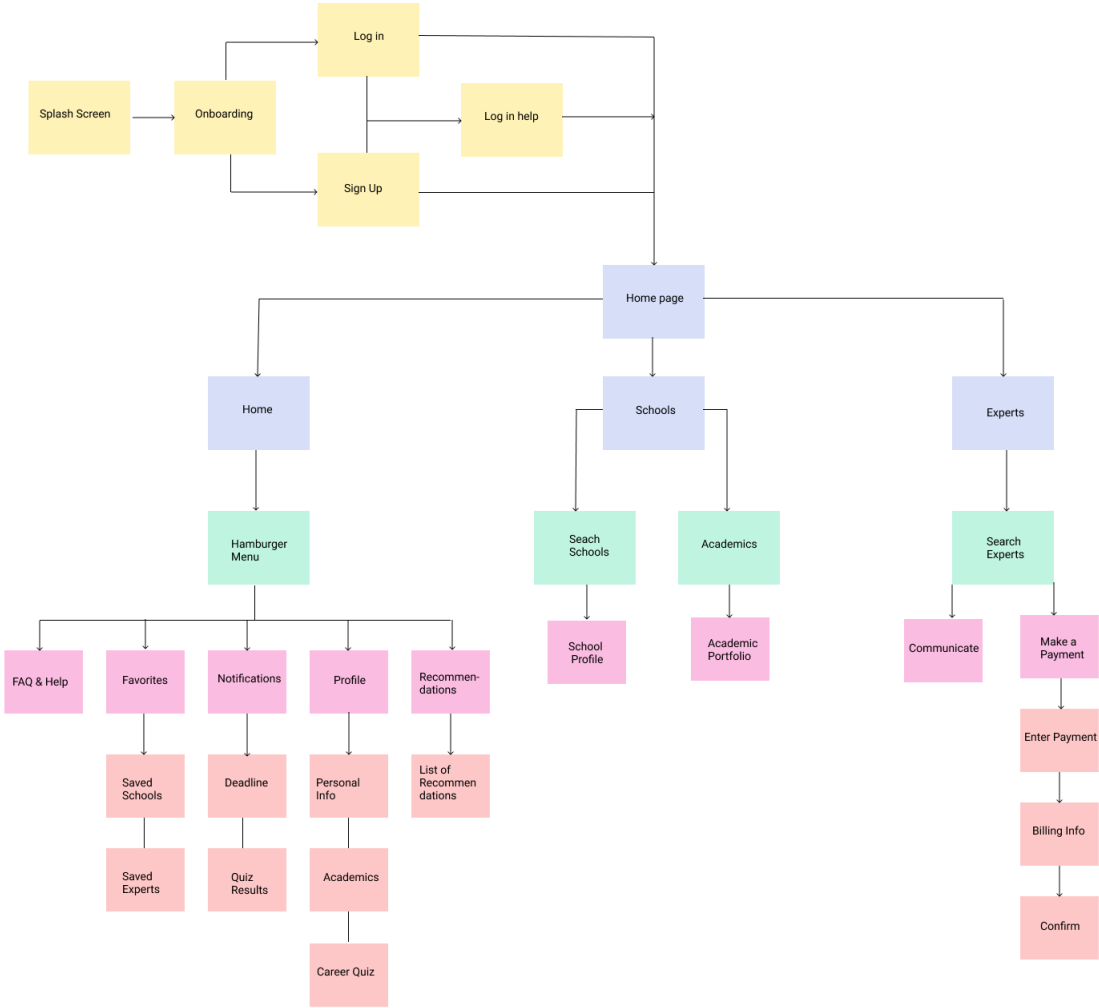 Log in
Splash Screen
Onboarding
Log in help
Sign Up
Home page
Home
Schools
Experts
Hamburger
Menu
Seach
Schools
Academics
Search
Experts
School
Profile
Academic
Portfolio
Communicate
Make a
Payment
FAQ & Help
Favorites
Notifications
Profile
Recommen-
dations
Enter Payment
Saved
Schools
Deadline
Personal
Info
List of
Recommen
dations
Billing Info
Saved
Experts
Quiz
Results
Academics
Confirm
Career Quiz